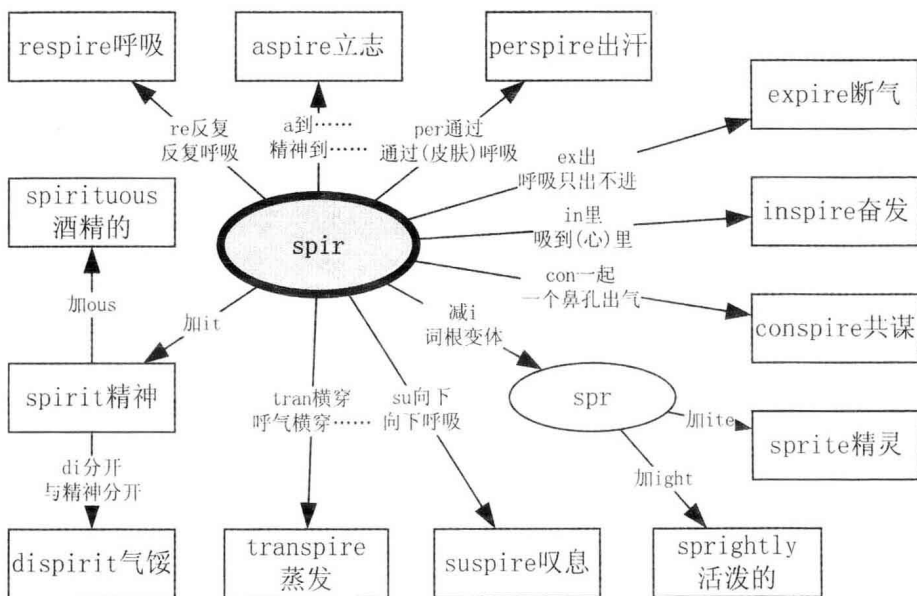 respire呼吸
aspire立志
perspire出汗
expire断气
re反复
反复呼吸
a到……
精神到……
per通过
通过(皮肤)呼吸
ex出
呼吸只出不进
spirituous
酒精的
spir
in里
吸到(心)里
inspire奋发
con一起
一个鼻孔出气
conspire共谋
加ous
加it
减i
词根变体
spirit精神
tran横穿
呼气横穿……
su向下
向下呼吸
spr
加ite
sprite精灵
di分开
与精神分开
加ight
dispirit气馁
transpire
蒸发
suspire叹息
sprightly
活泼的